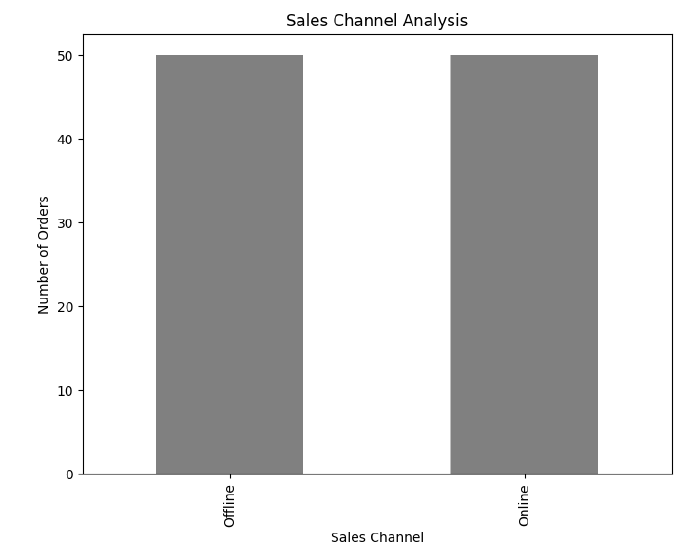 Sales Channel Analysis
50
40
30
20
10
0
Number of Orders
Offline
Online
Sales Channel